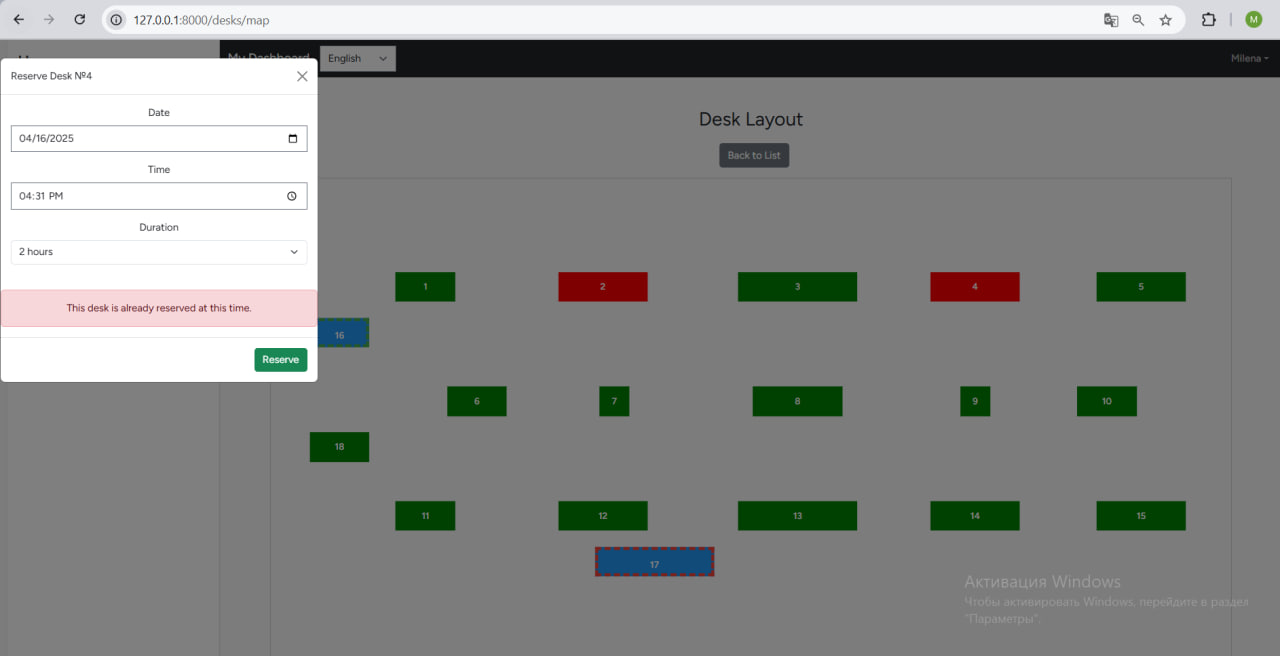 127.0.0.1:8000/desks/map
M
My Dashboard
English
Milena
Reserve Desk №4
Date
04/16/2025
Time
04:31 PM
Duration
2 hours
This desk is already reserved at this time.
Reserve
Desk Layout
Back to List
1
2
3
4
5
16
6
7
8
9
10
18
11
12
13
14
15
17
Активация Windows
Чтобы активировать Windows, перейдите в раздел
"Параметры".